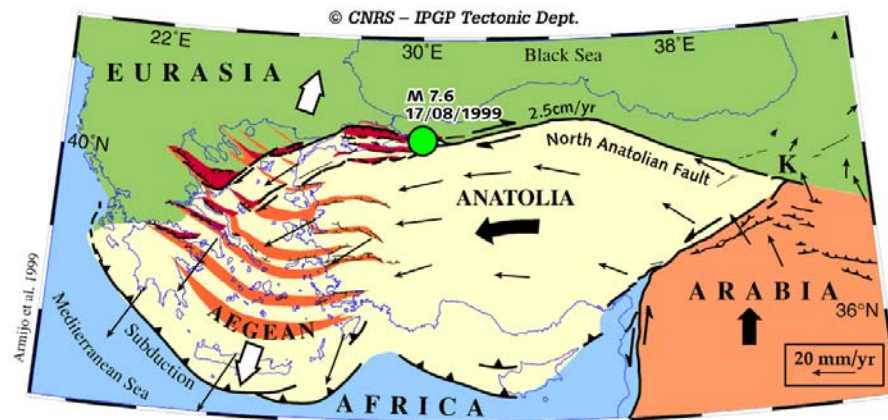 © CNRS – IPGP Tectonic Dept.
22°E
30°E
38°E
Black Sea
EURASIA
M 7.6
17/08/1999
2.5cm/yr
40°N
North Anatolian Fault
K
ANATOLIA
ARABIA
36°N
AEGEAN
Subduction
Mediterranean Sea
Armijo et al. 1999
20 mm/yr
AFRICA